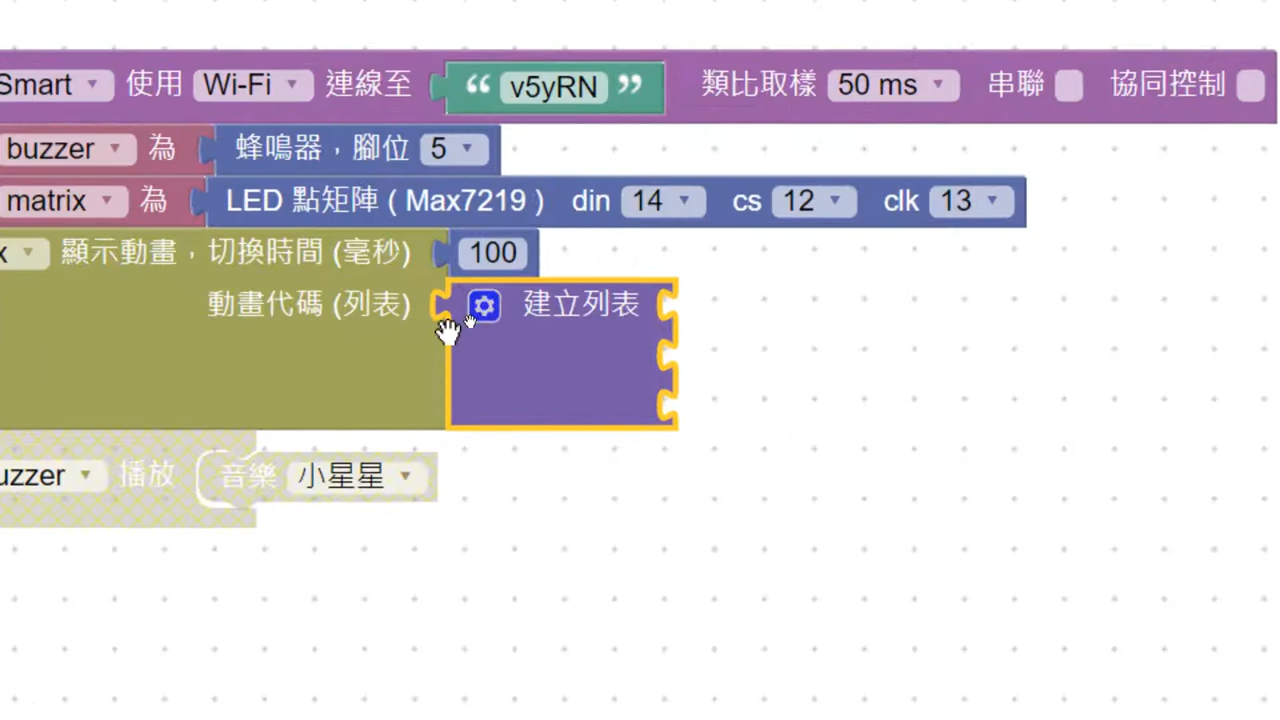 Smart 使用 Wi-Fi 連線至 “ v5yRN ” 類比取樣 50 ms 串聯 協同控制
buzzer 為 蜂鳴器，腳位 5
matrix 為 LED 點矩陣 ( Max7219 ) din 14 cs 12 clk 13
x 顯示動畫，切換時間 (毫秒) 100
動畫代碼 (列表) 建立列表
uzzer 播放 音樂 小星星